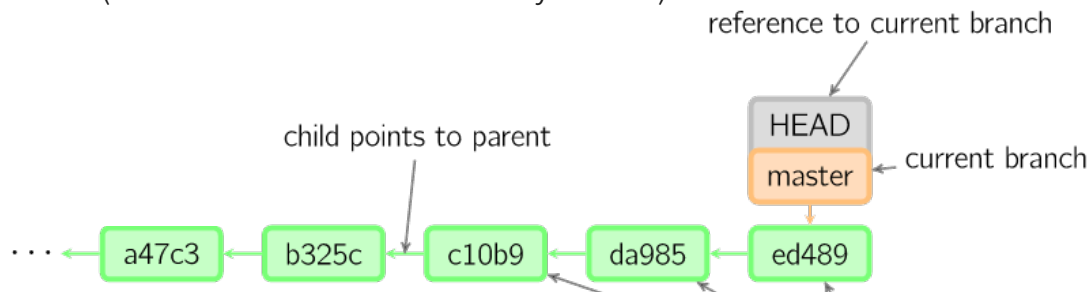 reference to current branch
HEAD
child points to parent
current branch
master
... a47c3 b325c c10b9 da985 ed489